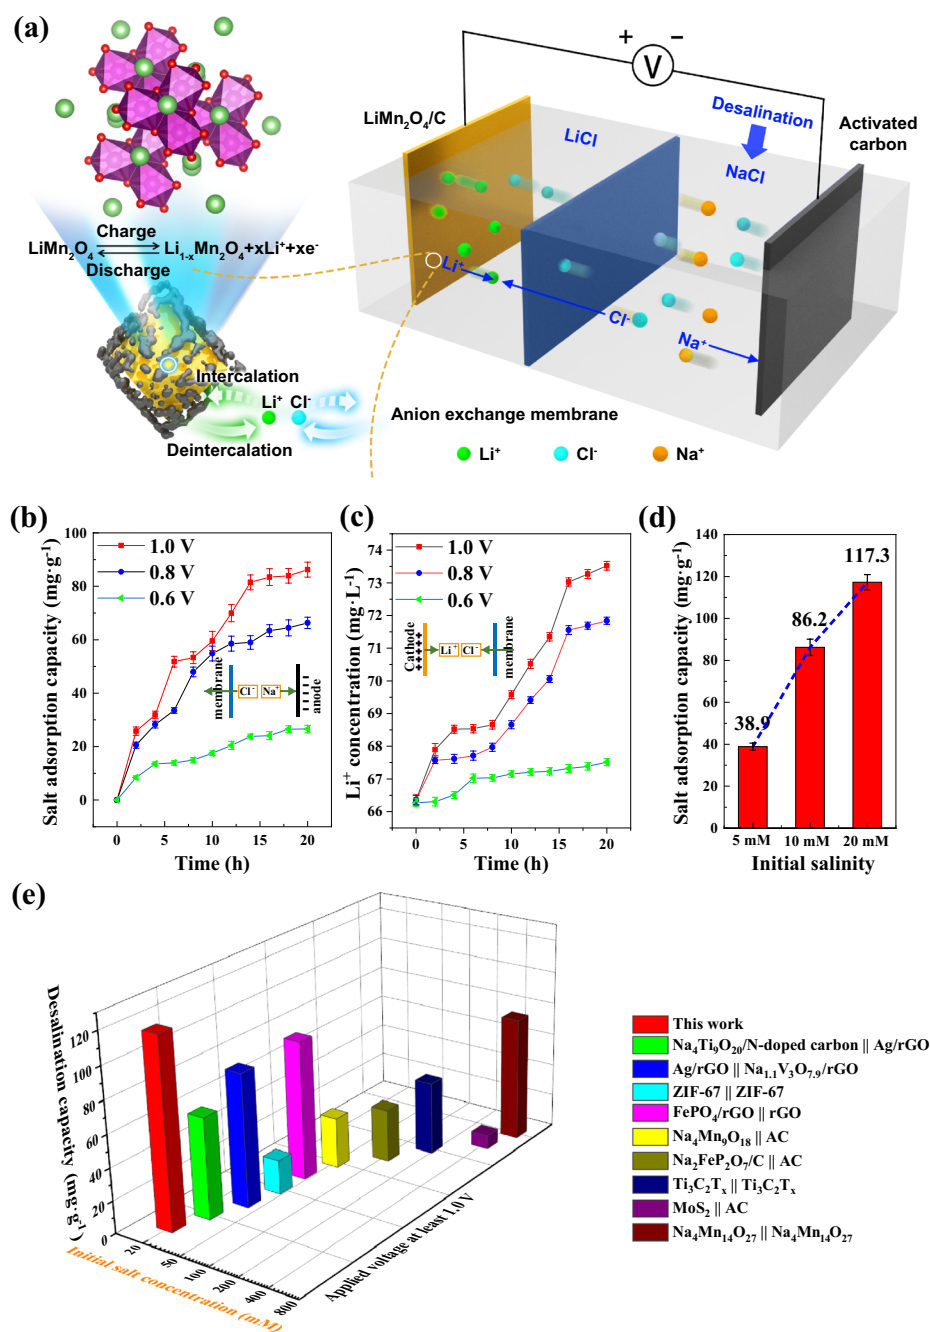 (a)
LiMn2O4/C
LiCl
Desalination
NaCl
Activated
carbon
+ V −
Charge
LiMn2O4
Li1-xMn2O4+xLi++xe-
Discharge
Li+
Cl-
Na+
Intercalation
Li+ Cl-
Deintercalation
Anion exchange membrane
Li+
Cl-
Na+
(b)
1.0 V
0.8 V
0.6 V
Salt adsorption capacity (mg·g-1)
100
80
60
40
20
0
membrane
Cl-
Na+
anode
0 5 10 15 20
Time (h)
(c)
1.0 V
0.8 V
0.6 V
Li+ concentration (mg·L-1)
74
73
72
71
70
69
68
67
66
Cathode
Li+
Cl-
membrane
0 5 10 15 20
Time (h)
(d)
Salt adsorption capacity (mg·g-1)
140
120
100
80
60
40
20
0
38.9
86.2
117.3
5 mM 10 mM 20 mM
Initial salinity
(e)
Desalination capacity (mg·g-1)
120
100
80
60
40
20
0
20
50
100
200
400
800
Initial salt concentration (mM)
Applied voltage at least 1.0V
This work
Na4Ti9O20/N-doped carbon || Ag/rGO
Ag/rGO || Na1.1V3O7.9/rGO
ZIF-67 || ZIF-67
FePO4/rGO || rGO
Na4Mn9O18 || AC
Na2FeP2O7/C || AC
Ti3C2Tx || Ti3C2Tx
MoS2 || AC
Na4Mn14O27 || Na4Mn14O27